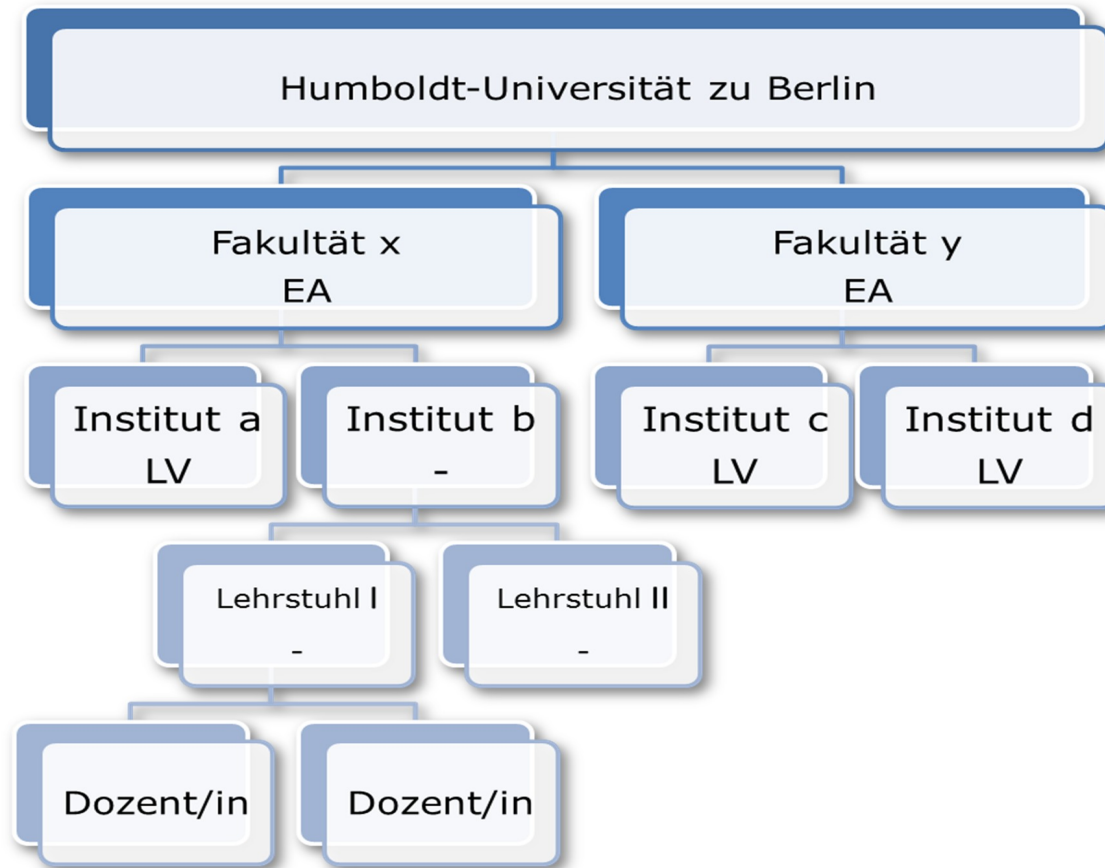 Humboldt-Universität zu Berlin
Fakultät x
EA
Fakultät y
EA
Institut a
LV
Institut b
-
Institut c
LV
Institut d
LV
Lehrstuhl I
-
Lehrstuhl II
-
Dozent/in
Dozent/in